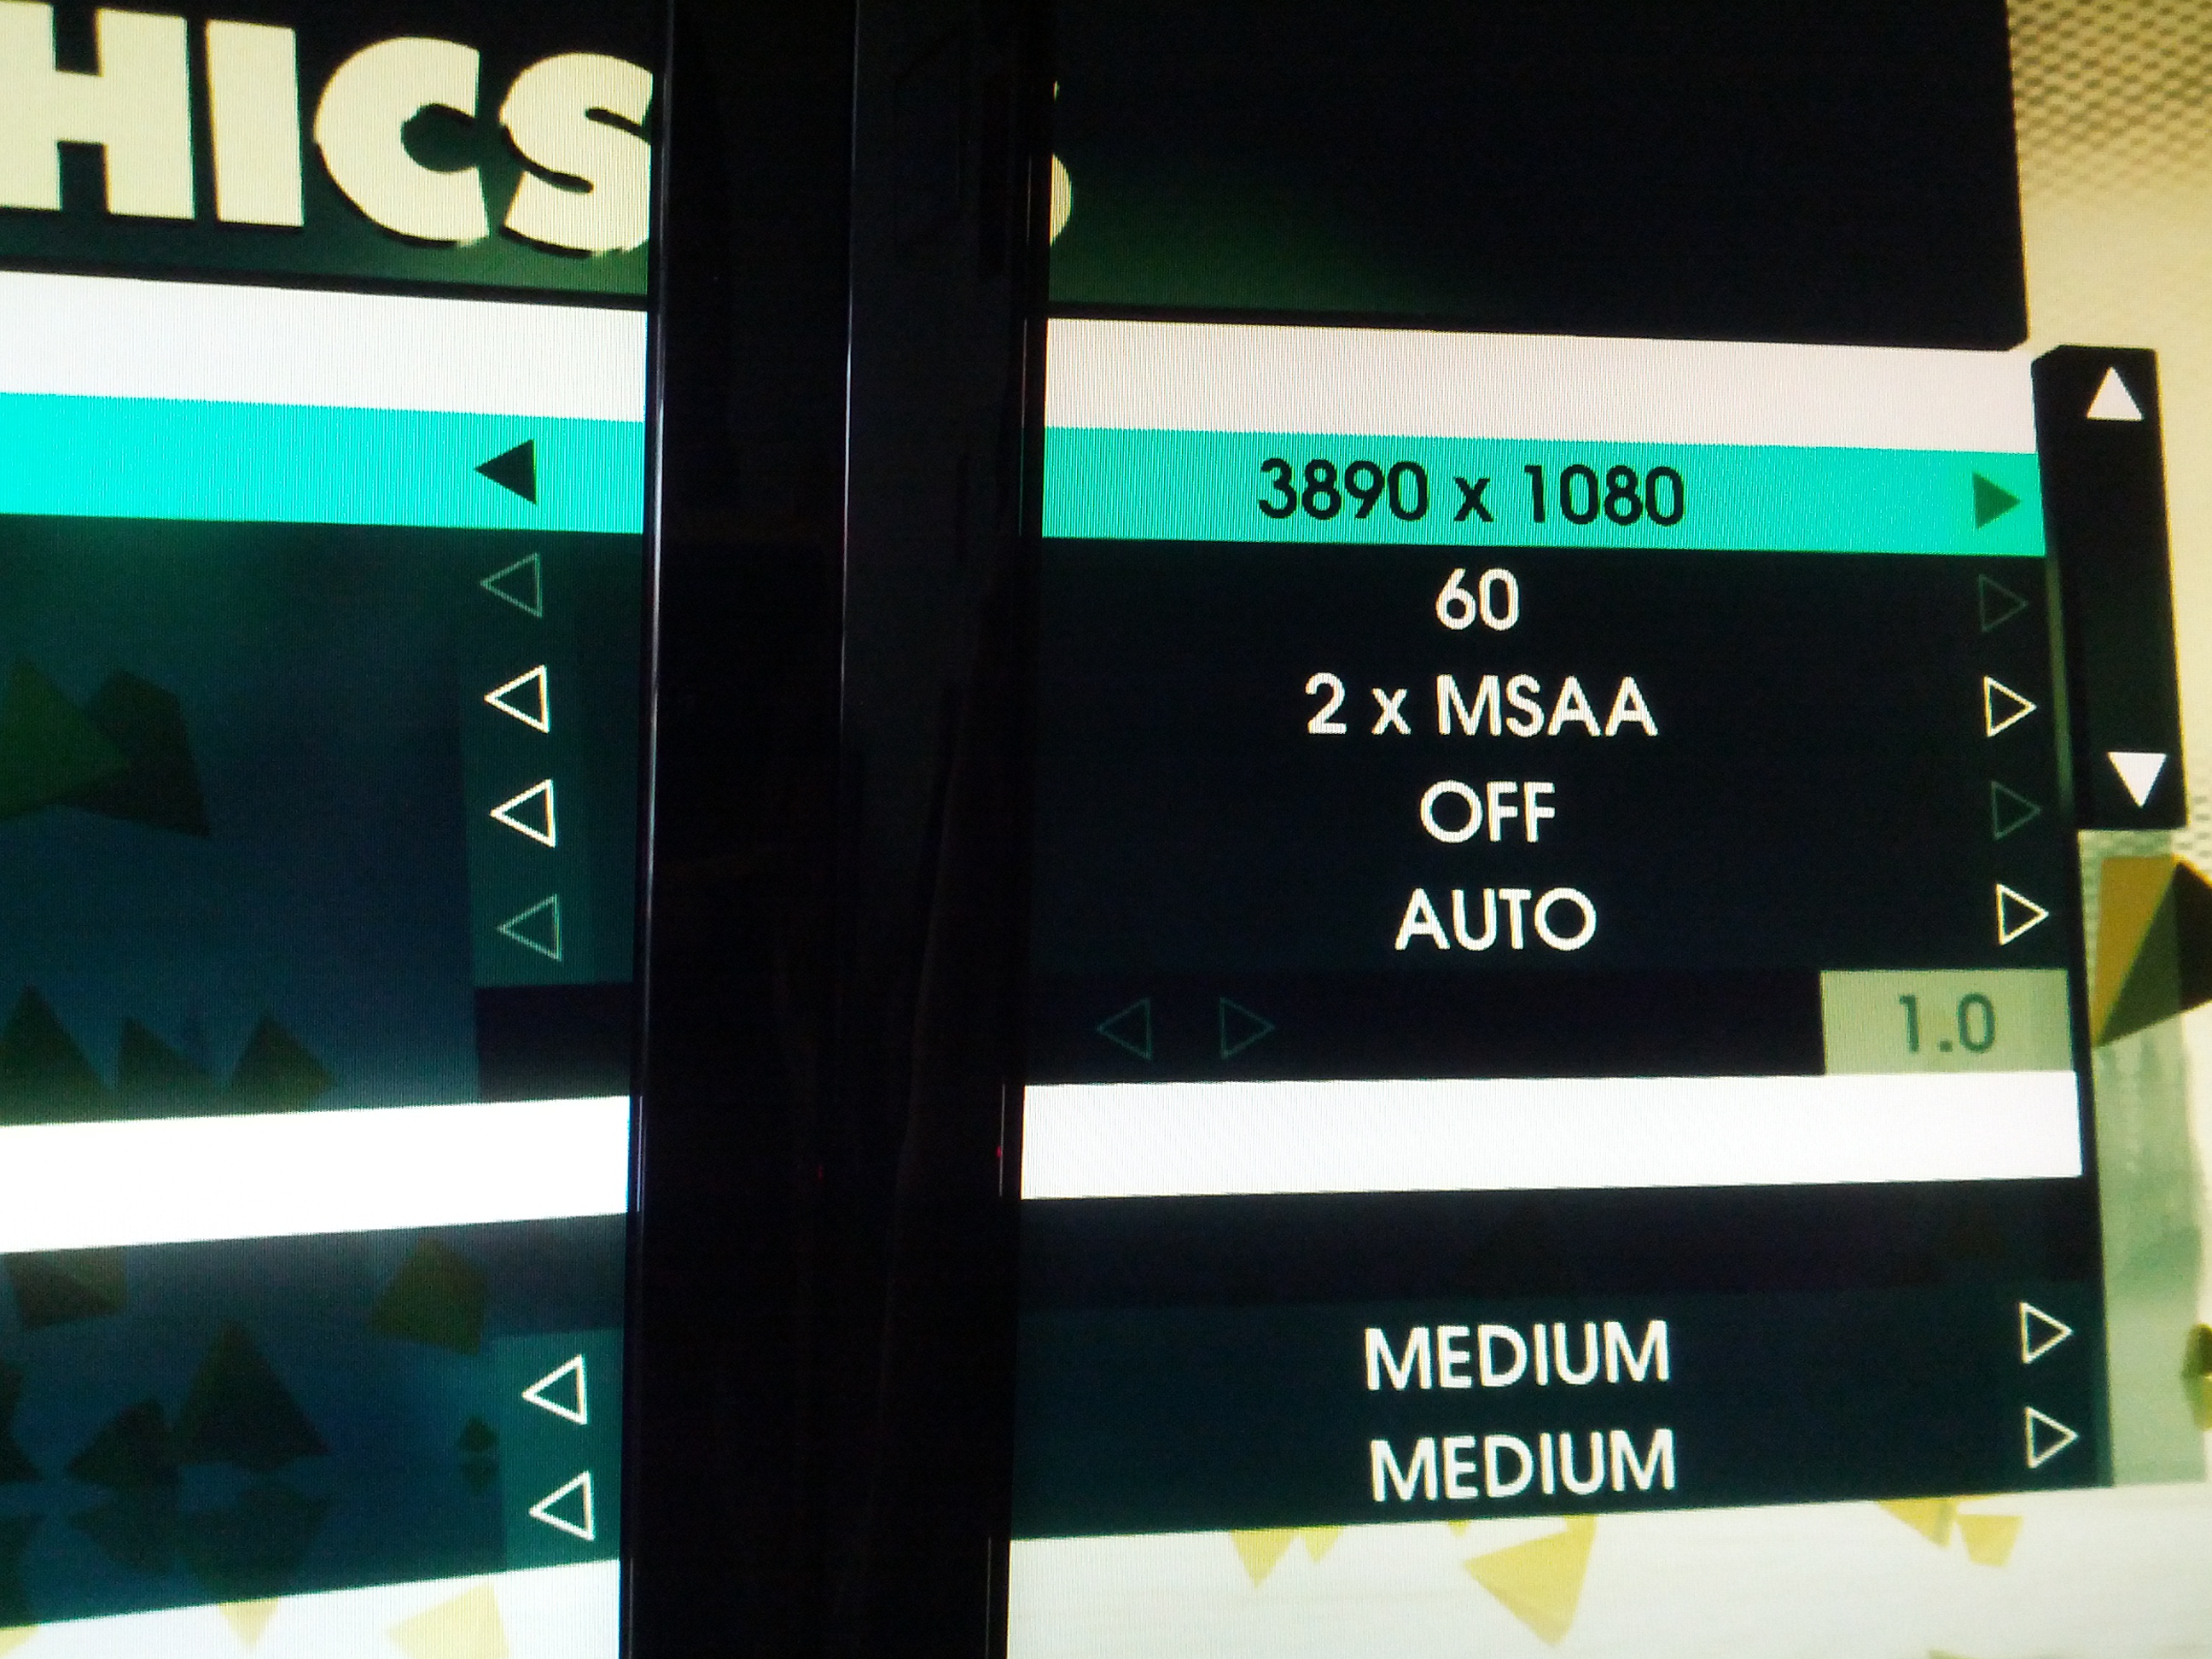 HICS
3890 x 1080
60
2 x MSAA
OFF
AUTO
1.0
MEDIUM
MEDIUM